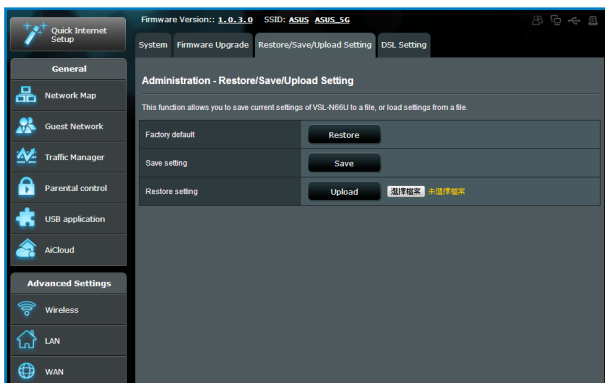 Quick Internet
Setup
Firmware Version:: 1.0.3.0 SSID: ASUS ASUS_5G
System Firmware Upgrade Restore/Save/Upload Setting DSL Setting
General
Network Map
Guest Network
Traffic Manager
Parental control
USB application
AiCloud
Advanced Settings
Wireless
LAN
WAN
Administration - Restore/Save/Upload Setting
This function allows you to save current settings of VSL-N66U to a file, or load settings from a file.
Factory default Restore
Save setting Save
Restore setting Upload 選擇檔案 未選擇檔案